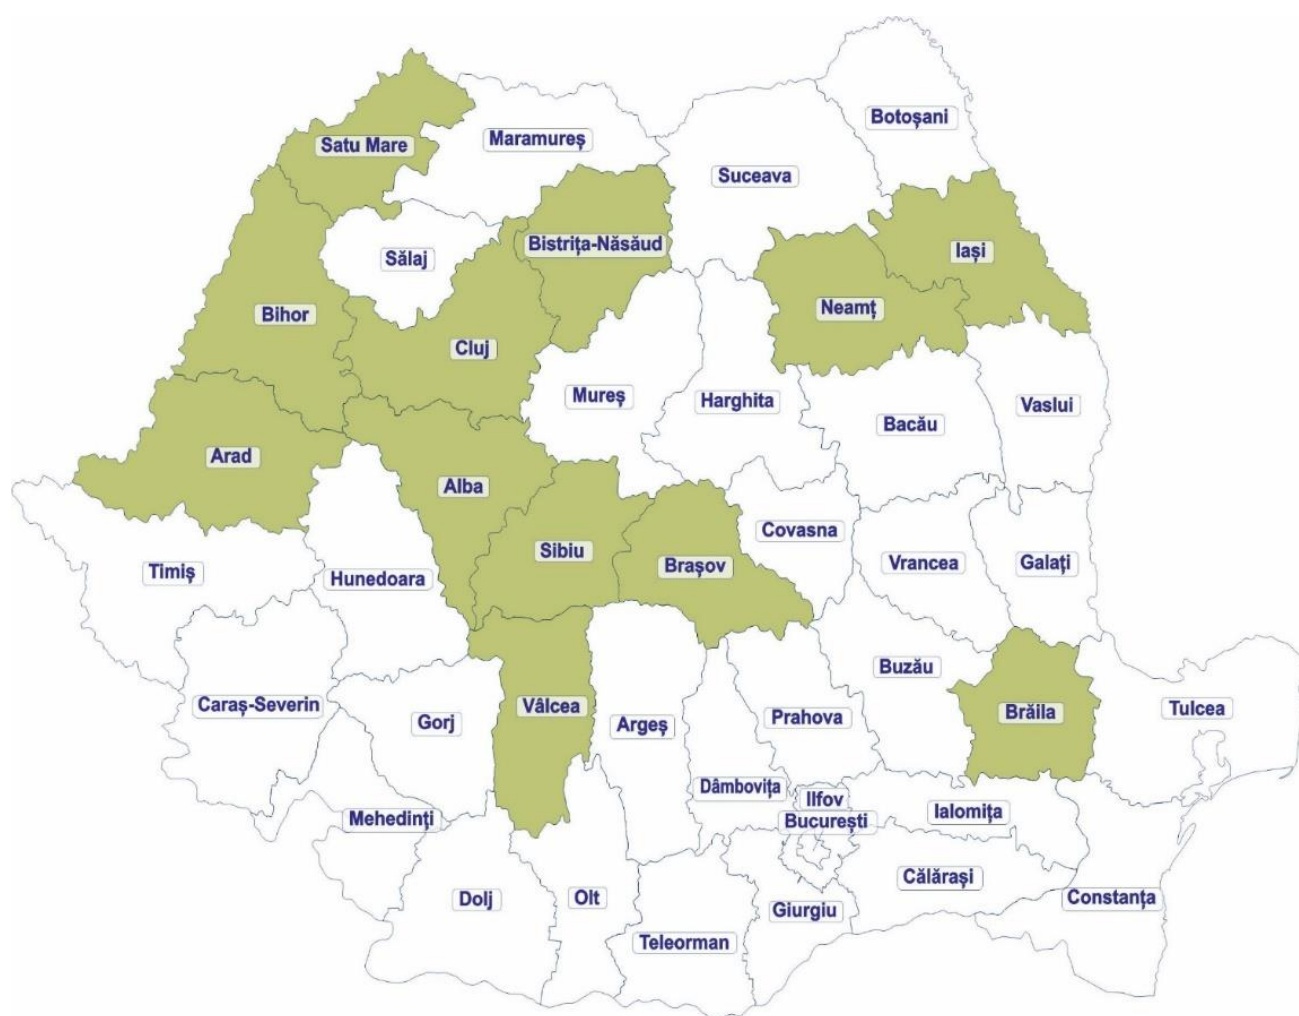 Botoșani
Satu Mare
Maramureș
Suceava
Iași
Bistrița-Năsăud
Sălaj
Neamț
Bihor
Cluj
Mureș
Harghita
Vaslui
Bacău
Arad
Alba
Covasna
Sibiu
Brașov
Vrancea
Galați
Timiș
Hunedoara
Buzău
Caraș-Severin
Vâlcea
Tulcea
Brăila
Prahova
Gorj
Argeș
Dâmbovița
Ilfov
Ialomița
Mehedinți
București
Călărași
Dolj
Olt
Constanța
Giurgiu
Teleorman